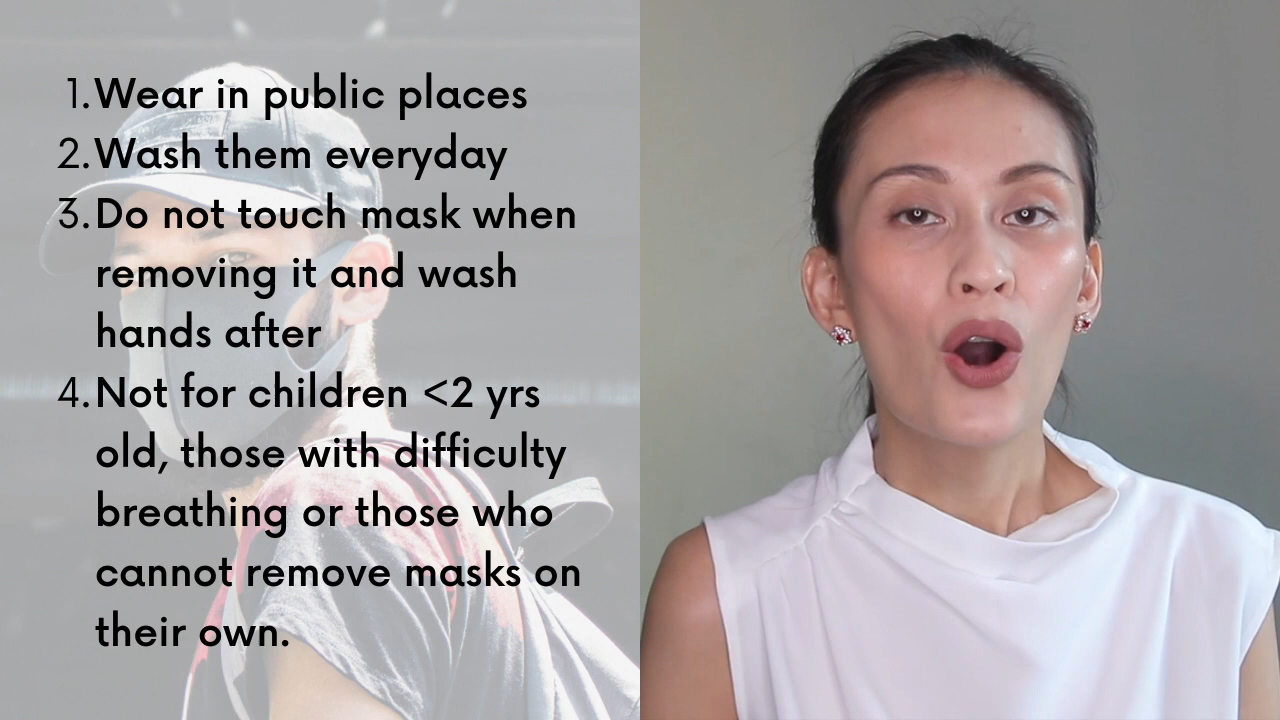 1. Wear in public places
2. Wash them everyday
3. Do not touch mask when
removing it and wash
hands after
4. Not for children <2 yrs
old, those with difficulty
breathing or those who
cannot remove masks on
their own.